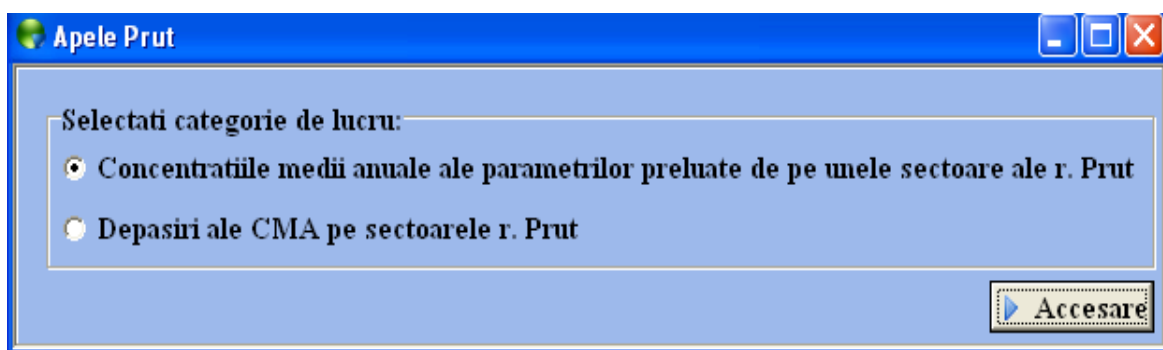 Apele Prut
Selectati categorie de lucru:
Concentratiile medii anuale ale parametrilor preluate de pe unele sectoare ale r. Prut
Depasiri ale CMA pe sectoarele r. Prut
Accesare